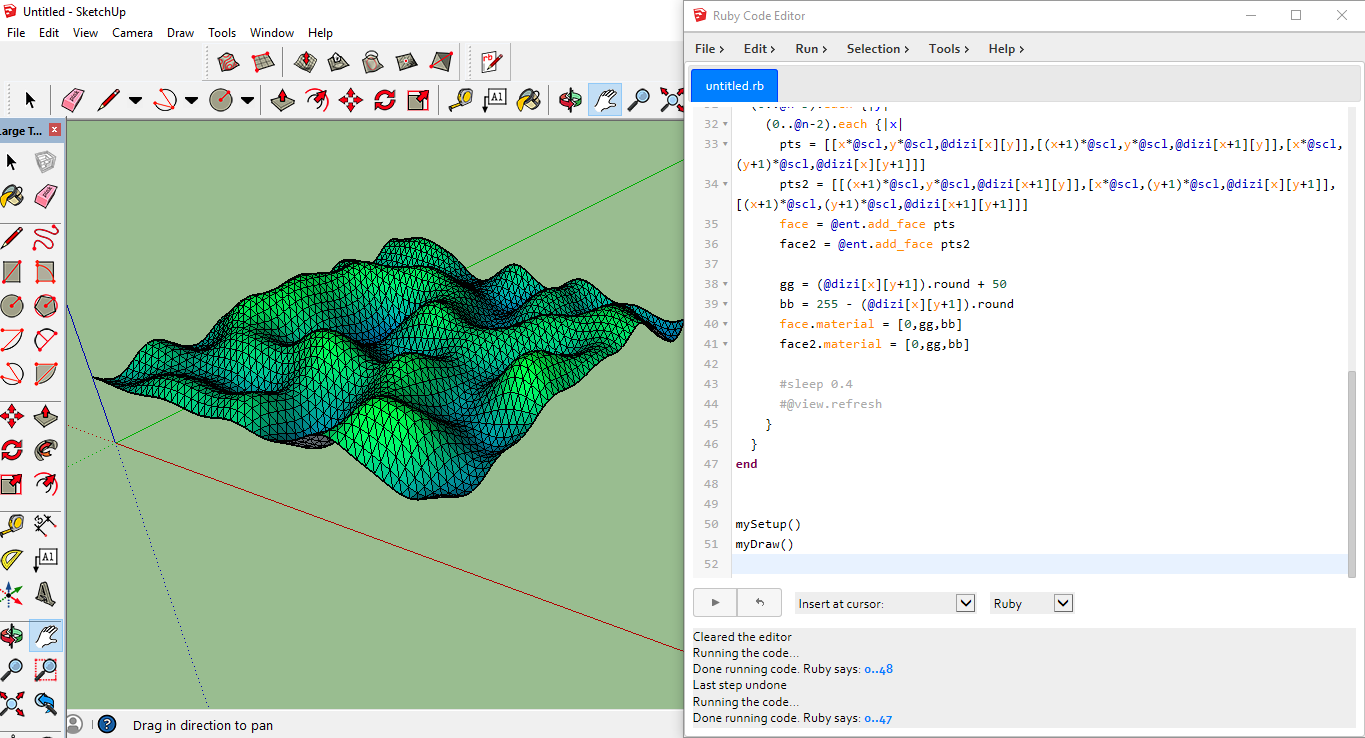 Untitled - SketchUp
File Edit View Camera Draw Tools Window Help
A1
Large T...
A1
Drag in direction to pan
Ruby Code Editor
File › Edit › Run › Selection › Tools › Help ›
untitled.rb
32 (0..@n-2).each {|x|
33 pts = [[x*@scl,y*@scl,@dizi[x][y]],[(x+1)*@scl,y*@scl,@dizi[x+1][y]],[x*@scl,
(y+1)*@scl,@dizi[x][y+1]]]
34 pts2 = [[(x+1)*@scl,y*@scl,@dizi[x+1][y]],[x*@scl,(y+1)*@scl,@dizi[x][y+1]],
[(x+1)*@scl,(y+1)*@scl,@dizi[x+1][y+1]]]
35 face = @ent.add_face pts
36 face2 = @ent.add_face pts2
37
38 gg = (@dizi[x][y+1]).round + 50
39 bb = 255 - (@dizi[x][y+1]).round
40 face.material = [0,gg,bb]
41 face2.material = [0,gg,bb]
42
43 #sleep 0.4
44 #@view.refresh
45 }
46 }
47 end
48
49
50 mySetup()
51 myDraw()
52
Insert at cursor: Ruby
Cleared the editor
Running the code...
Done running code. Ruby says: 0..48
Last step undone
Running the code...
Done running code. Ruby says: 0..47